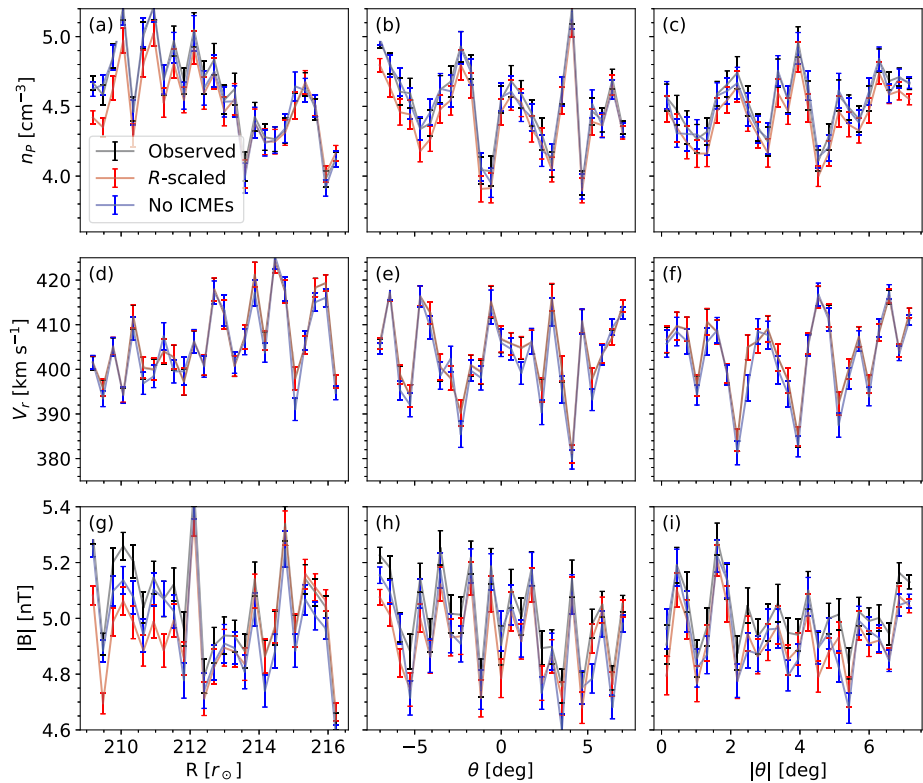 (a) (b) (c)
5.0
4.5
4.0
n_P [cm⁻³]
Observed
R-scaled
No ICMEs
(d) (e) (f)
420
410
400
390
380
V_r [km s⁻¹]
(g) (h) (i)
5.4
5.2
5.0
4.8
4.6
|B| [nT]
210 212 214 216 −5 0 5 0 2 4 6
R [r⊙] θ [deg] |θ| [deg]